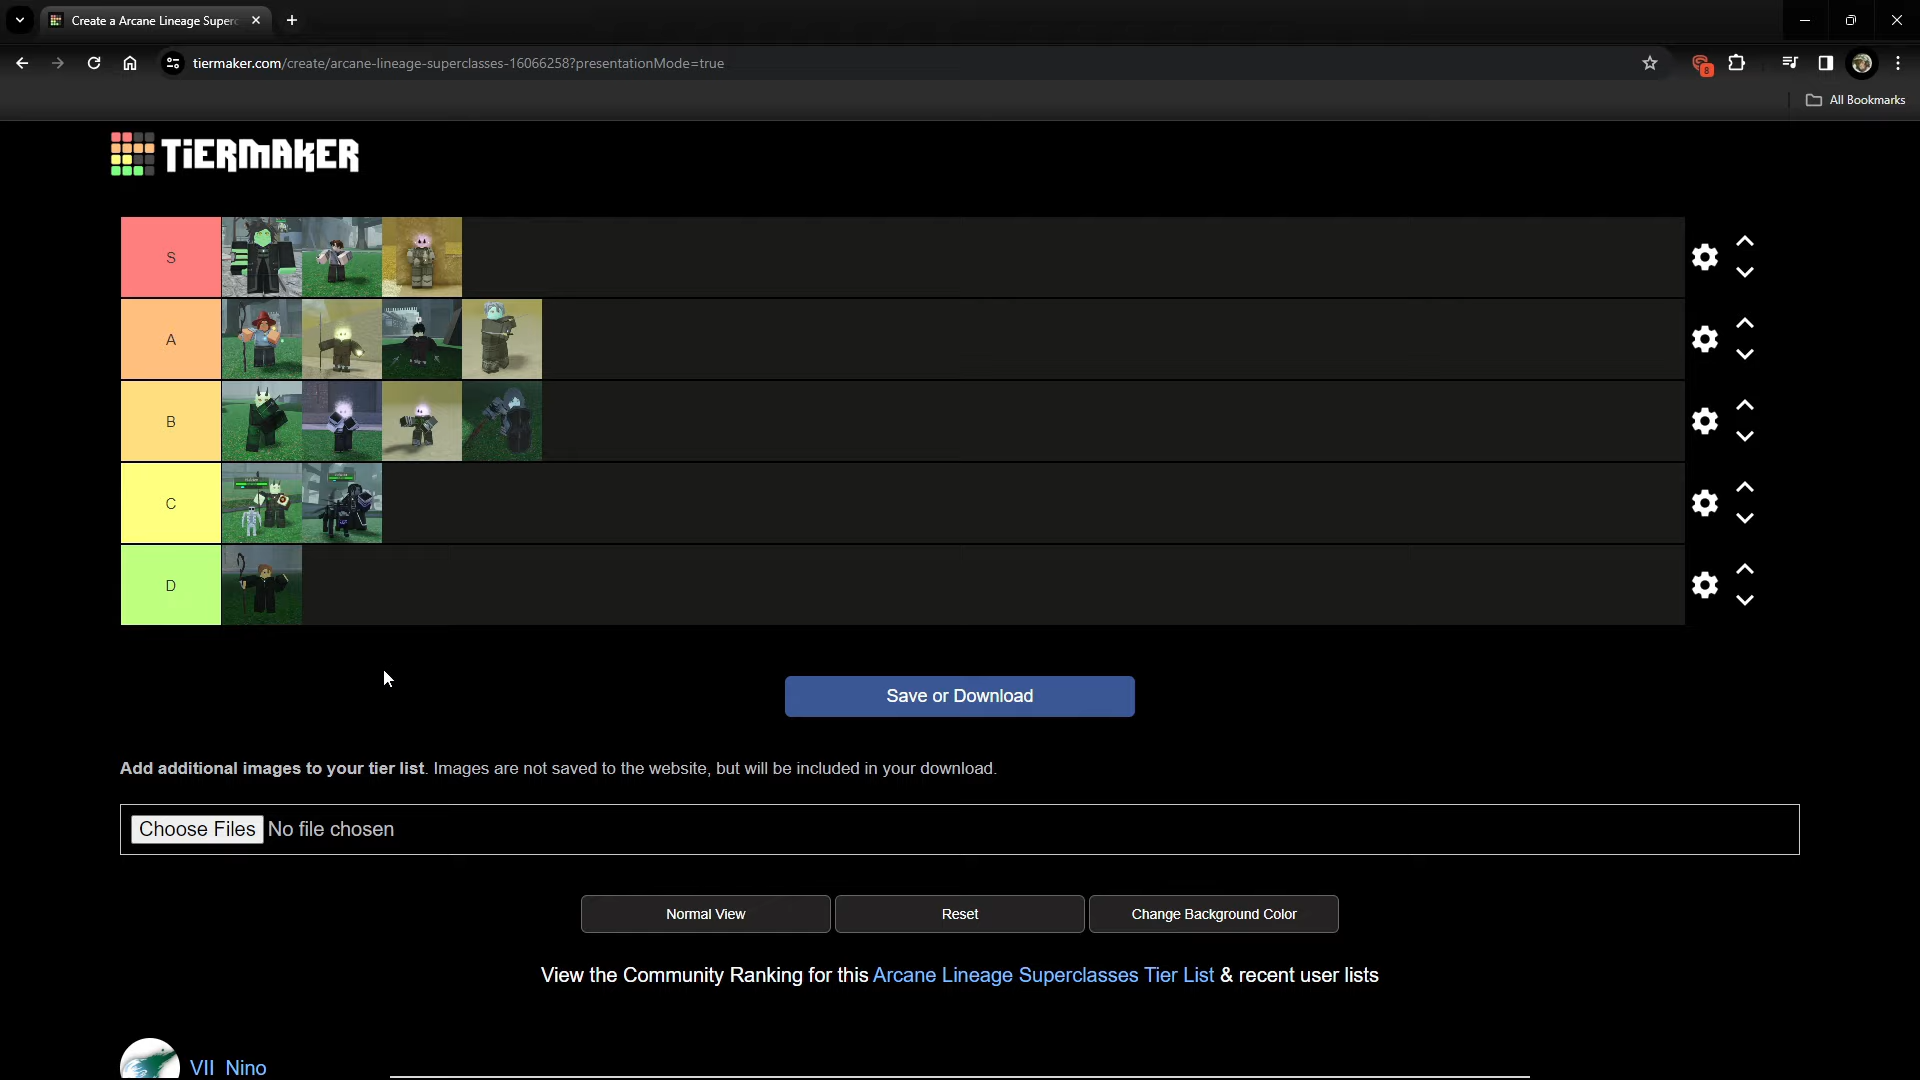 Create a Arcane Lineage Superc
tiermaker.com/create/arcane-lineage-superclasses-16066258?presentationMode=true
8
All Bookmarks
TiERMAKER
S
A
B
C
D
Save or Download
Add additional images to your tier list. Images are not saved to the website, but will be included in your download.
Choose Files No file chosen
Normal View
Reset
Change Background Color
View the Community Ranking for this Arcane Lineage Superclasses Tier List & recent user lists
VII Nino